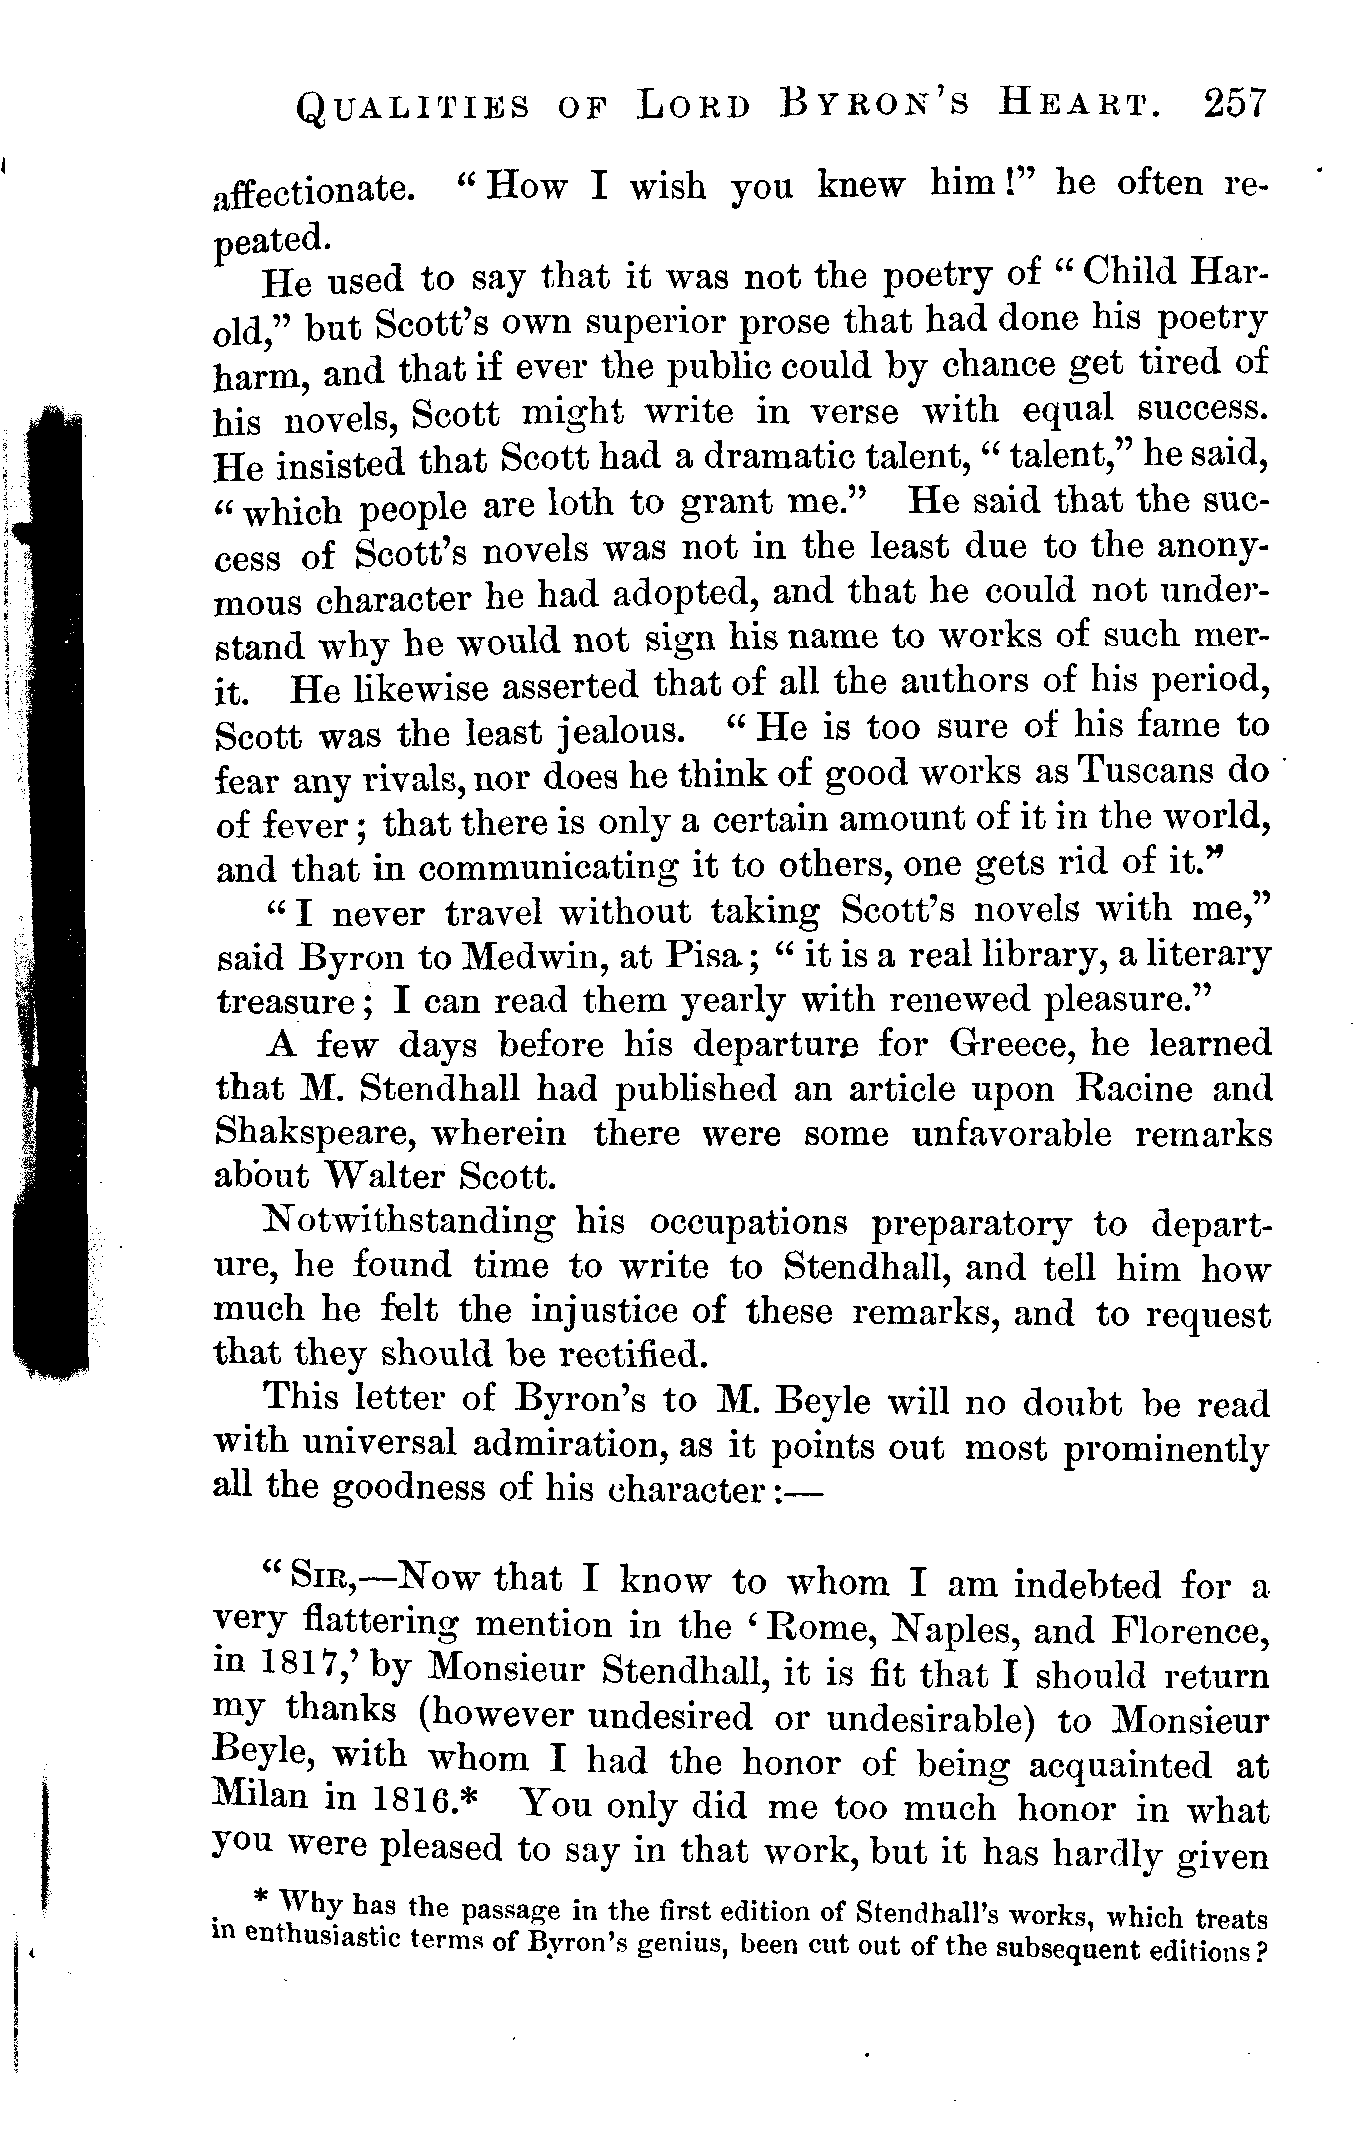 QUALITIES OF LORD BYRON'S HEART. 257
affectionate. "How I wish you knew him!" he often re-
peated.
He used to say that it was not the poetry of "Child Har-
old," but Scott's own superior prose that had done his poetry
harm, and that if ever the public could by chance get tired of
his novels, Scott might write in verse with equal success.
He insisted that Scott had a dramatic talent, "talent," he said,
"which people are loth to grant me." He said that the suc-
cess of Scott's novels was not in the least due to the anony-
mous character he had adopted, and that he could not under-
stand why he would not sign his name to works of such mer-
it. He likewise asserted that of all the authors of his period,
Scott was the least jealous. "He is too sure of his fame to
fear any rivals, nor does he think of good works as Tuscans do
of fever; that there is only a certain amount of it in the world,
and that in communicating it to others, one gets rid of it."
"I never travel without taking Scott's novels with me,"
said Byron to Medwin, at Pisa; "it is a real library, a literary
treasure; I can read them yearly with renewed pleasure."
A few days before his departure for Greece, he learned
that M. Stendhall had published an article upon Racine and
Shakspeare, wherein there were some unfavorable remarks
about Walter Scott.
Notwithstanding his occupations preparatory to depart-
ure, he found time to write to Stendhall, and tell him how
much he felt the injustice of these remarks, and to request
that they should be rectified.
This letter of Byron's to M. Beyle will no doubt be read
with universal admiration, as it points out most prominently
all the goodness of his character:—
"SIR,—Now that I know to whom I am indebted for a
very flattering mention in the 'Rome, Naples, and Florence,
in 1817,' by Monsieur Stendhall, it is fit that I should return
my thanks (however undesired or undesirable) to Monsieur
Beyle, with whom I had the honor of being acquainted at
Milan in 1816.* You only did me too much honor in what
you were pleased to say in that work, but it has hardly given
* Why has the passage in the first edition of Stendhall's works, which treats
in enthusiastic terms of Byron's genius, been cut out of the subsequent editions?